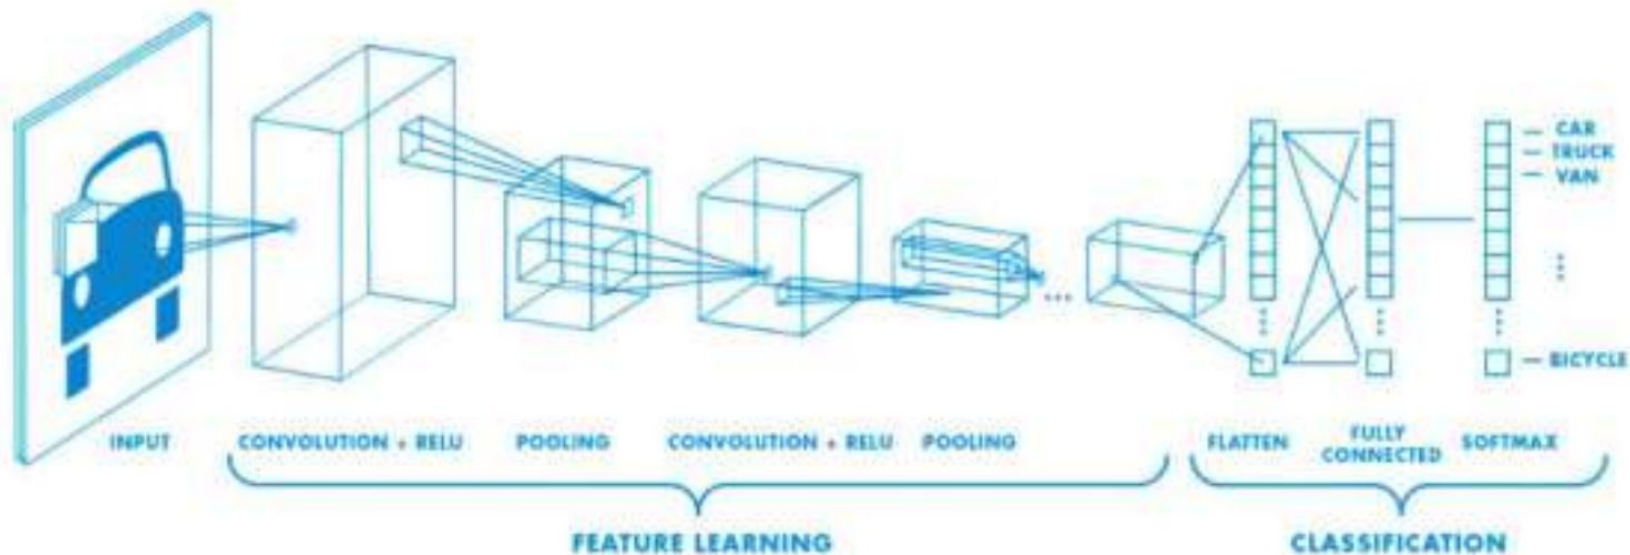 CAR
TRUCK
VAN
BICYCLE
INPUT
CONVOLUTION + RELU
POOLING
CONVOLUTION + RELU
POOLING
FLATTEN
FULLY
CONNECTED
SOFTMAX
FEATURE LEARNING
CLASSIFICATION